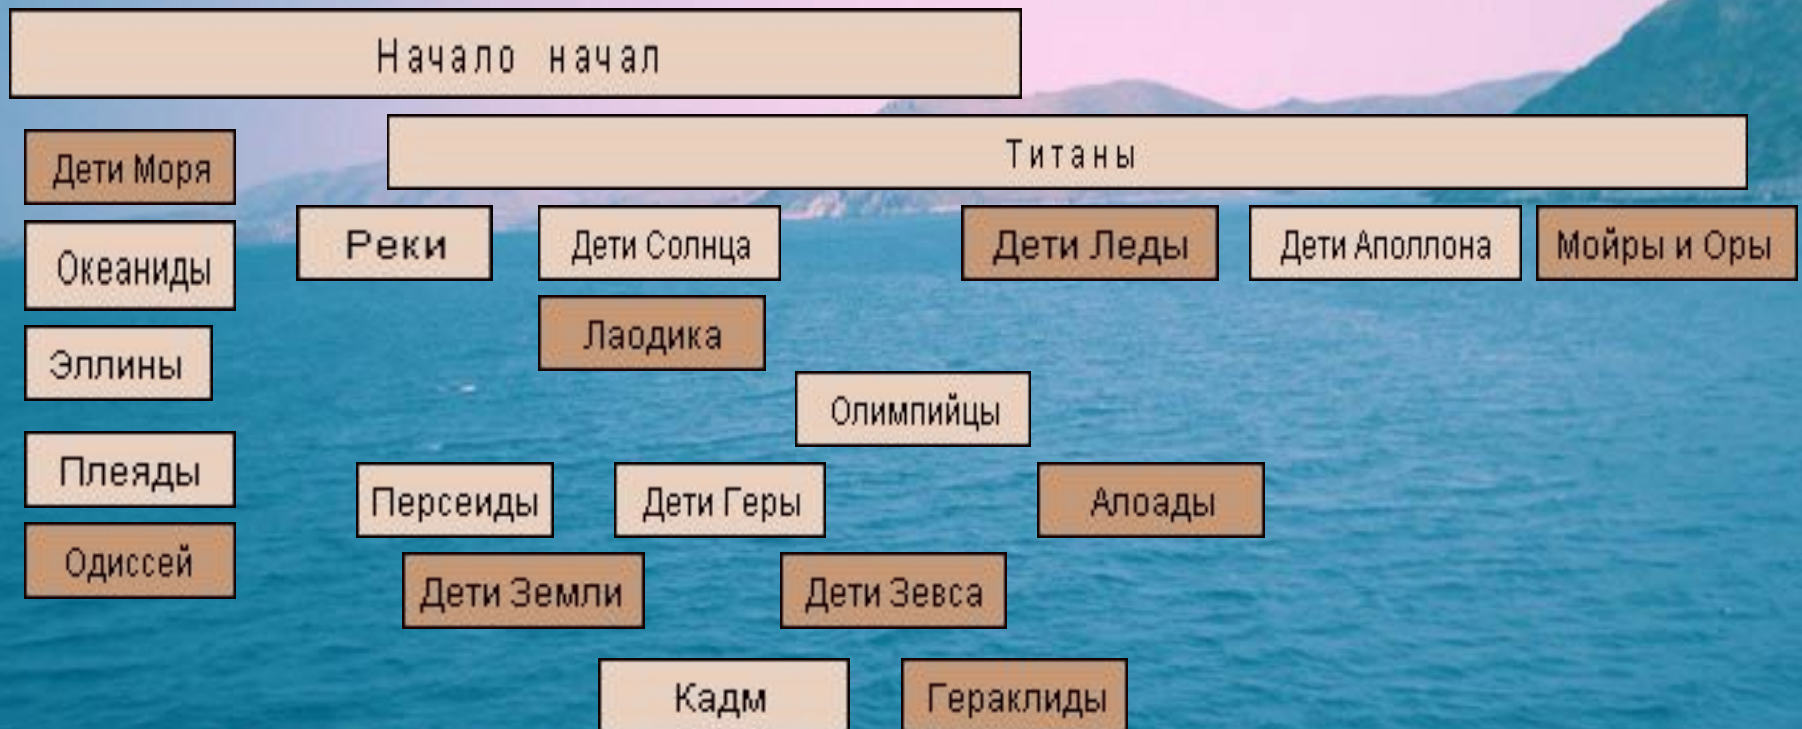 Начало начал
Титаны
Дети Моря
Реки
Дети Солнца
Дети Леды
Дети Аполлона
Мойры и Оры
Океаниды
Лаодика
Эллины
Олимпийцы
Плеяды
Персеиды
Дети Геры
Алоады
Одиссей
Дети Земли
Дети Зевса
Кадм
Гераклиды